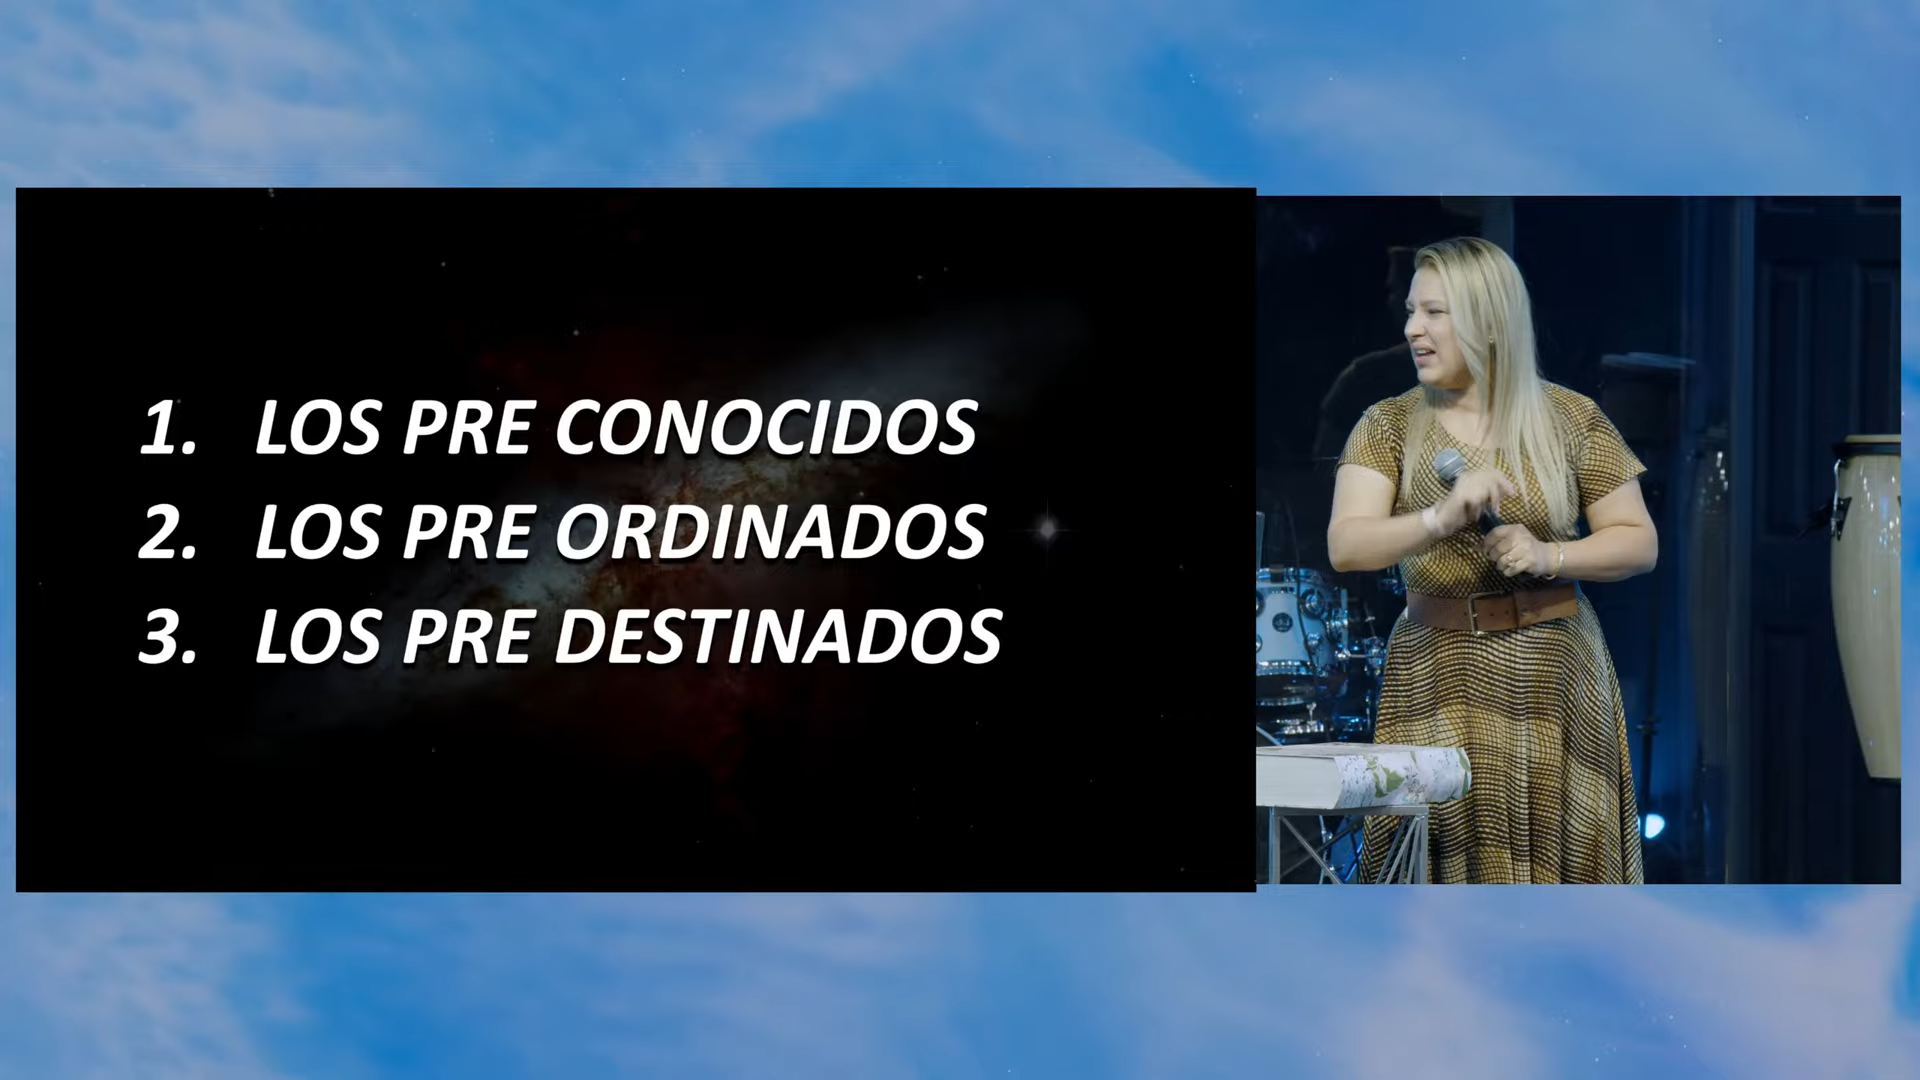 1. LOS PRE CONOCIDOS
2. LOS PRE ORDINADOS
3. LOS PRE DESTINADOS